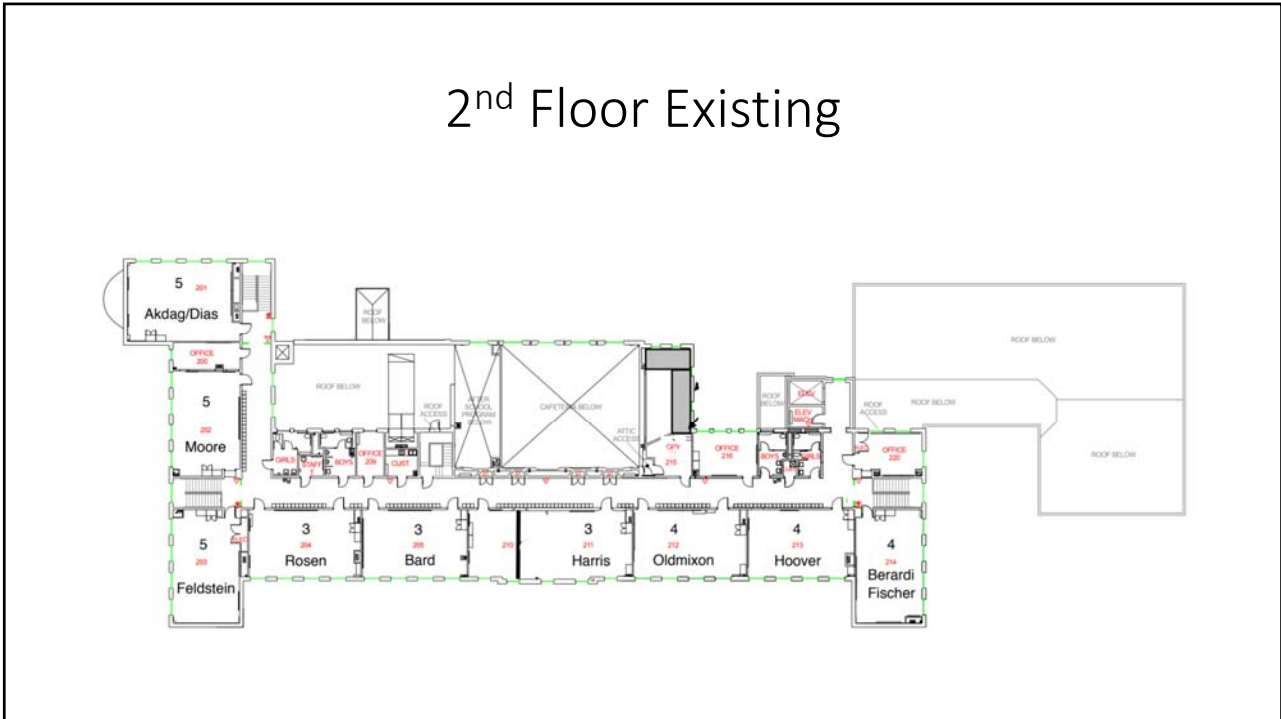 2nd Floor Existing
5 201
Akdag/Dias
OFFICE
200
5
202
Moore
5
203
Feldstein
ELEC
GIRLS
STAFF
BOYS
OFFICE
209
CUST
ROOF
BELOW
ROOF BELOW
ROOF
ACCESS
AFTER
SCHOOL
PROGRAM
BELOW
CAFETERIA BELOW
ATTIC
ACCESS
215
OFFICE
216
BOYS
GIRLS
ROOF
BELOW
ELEV
ELEV
MACH
ROOF
ACCESS
ROOF BELOW
ROOF BELOW
ROOF BELOW
OFFICE
220
3
204
Rosen
3
205
Bard
210
3
211
Harris
4
212
Oldmixon
4
213
Hoover
4
214
Berardi
Fischer